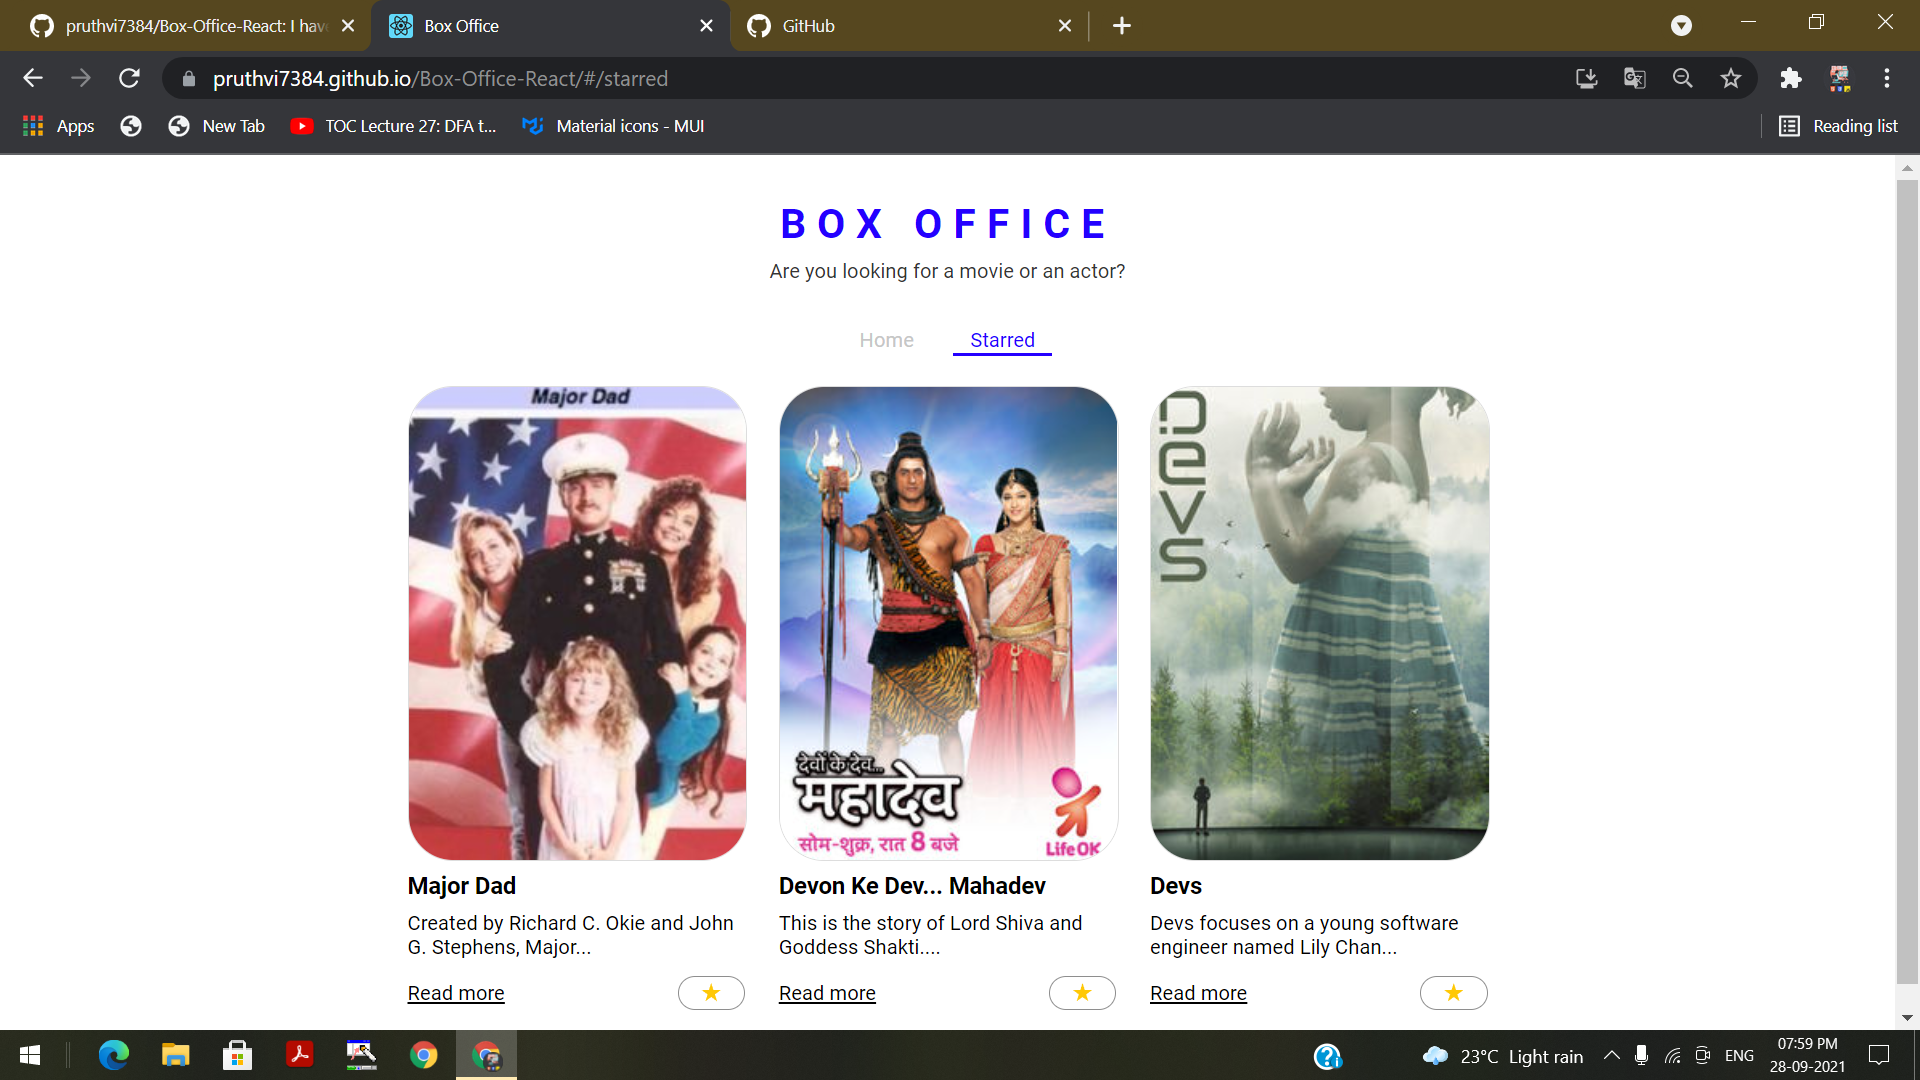 pruthvi7384/Box-Office-React: I hav
Box Office
GitHub
pruthvi7384.github.io/Box-Office-React/#/starred
Apps
New Tab
TOC Lecture 27: DFA t...
Material icons - MUI
Reading list
BOX OFFICE
Are you looking for a movie or an actor?
Home
Starred
Major Dad
देवों के देव...
महादेव
सोम-शुक्र, रात 8 बजे
Life OK
DEVS
Major Dad
Created by Richard C. Okie and John
G. Stephens, Major...
Read more
Devon Ke Dev... Mahadev
This is the story of Lord Shiva and
Goddess Shakti....
Read more
Devs
Devs focuses on a young software
engineer named Lily Chan...
Read more
23°C Light rain
ENG
07:59 PM
28-09-2021